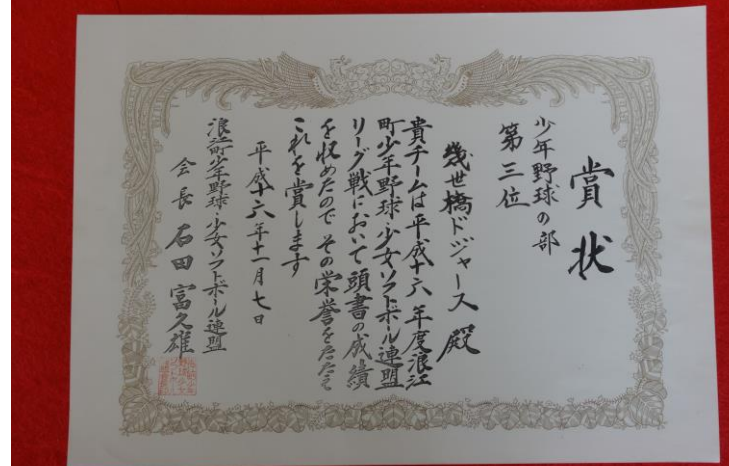 賞状
少年野球の部
第三位
幾世橋ドジャース殿
貴チームは平成十六年度浪江
町少年野球・少女ソフトボール連盟
リーグ戦において頭書の成績
を収めたのでその栄誉をたたえ
これを賞します
平成十六年十一月七日
浪江町少年野球・少女ソフトボール連盟
会長 石田富久雄